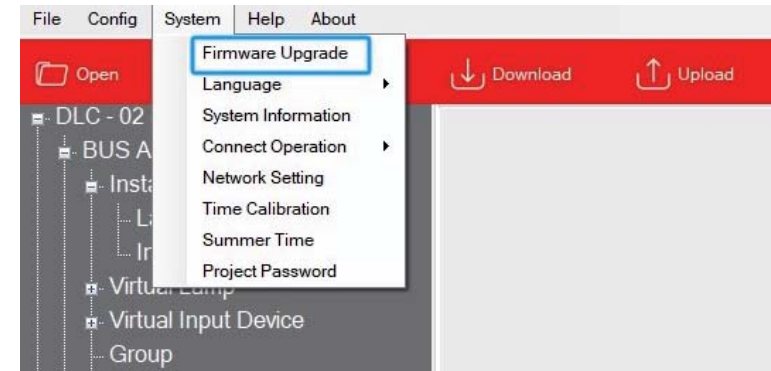 File Config System Help About
Open Download Upload
Firmware Upgrade
Language
System Information
Connect Operation
Network Setting
Time Calibration
Summer Time
Project Password
DLC - 02
BUS A
Virtual Input Device
Group